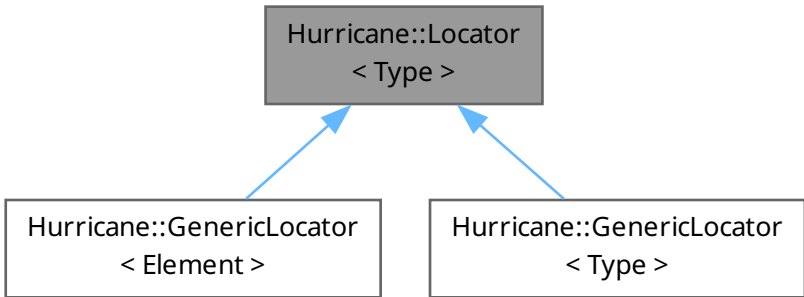 Hurricane::Locator
< Type >
Hurricane::GenericLocator
< Element >
Hurricane::GenericLocator
< Type >